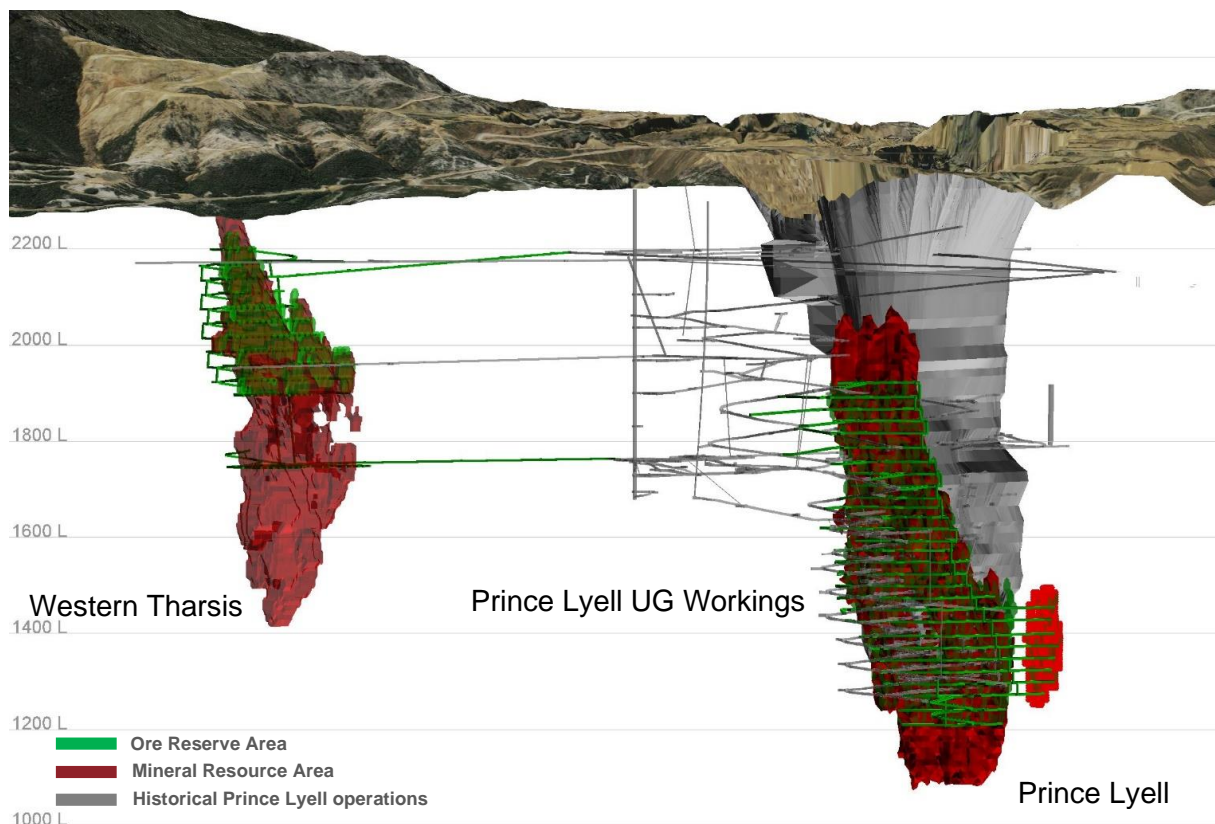 2200 L
2000 L
1800 L
1600 L
Western Tharsis
Prince Lyell UG Workings
1400 L
1200 L
Ore Reserve Area
Mineral Resource Area
Prince Lyell
Historical Prince Lyell operations
1000 L